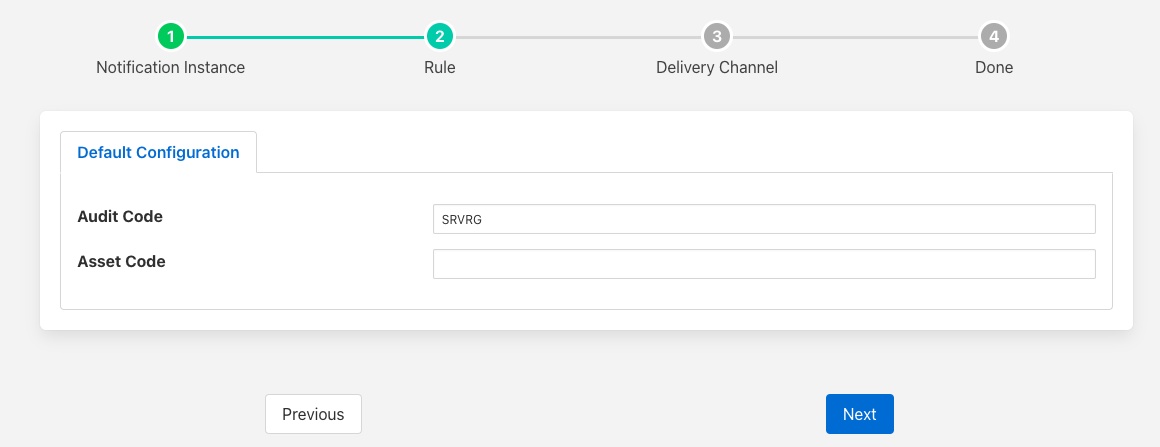 1 2 3 4
Notification Instance Rule Delivery Channel Done
Default Configuration
Audit Code SRVRG
Asset Code
Previous Next